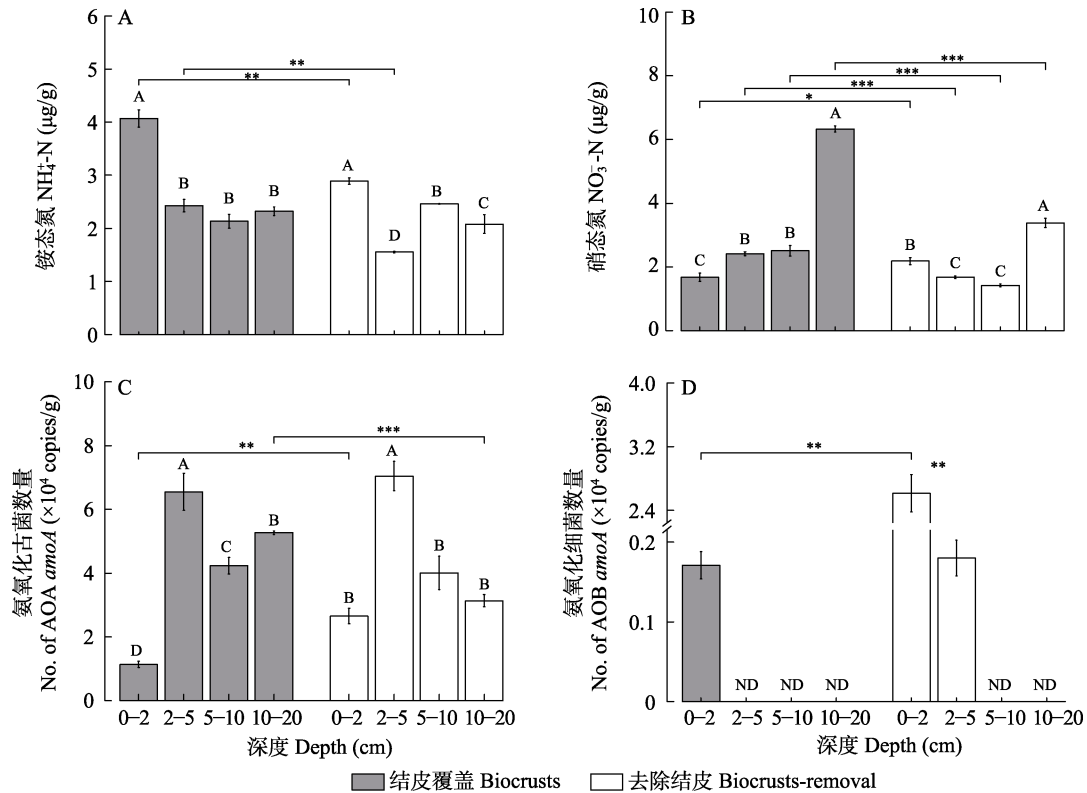 A
铵态氮 NH₄⁺-N (μg/g)
6
5
4
3
2
1
0
**
**
A
B
B
B
A
D
B
C
B
硝态氮 NO₃⁻-N (μg/g)
10
8
6
4
2
0
***
***
***
*
C
B
B
A
B
C
C
A
C
氨氧化古菌数量
No. of AOA amoA (×10⁴ copies/g)
10
8
6
4
2
0
**
***
D
A
C
B
B
A
B
B
0–2 2–5 5–10 10–20 0–2 2–5 5–10 10–20
深度 Depth (cm)
D
氨氧化细菌数量
No. of AOB amoA (×10⁴ copies/g)
4.0
3.2
2.4
0.2
0.1
0
**
**
ND ND ND ND ND
0–2 2–5 5–10 10–20 0–2 2–5 5–10 10–20
深度 Depth (cm)
结皮覆盖 Biocrusts 去除结皮 Biocrusts-removal